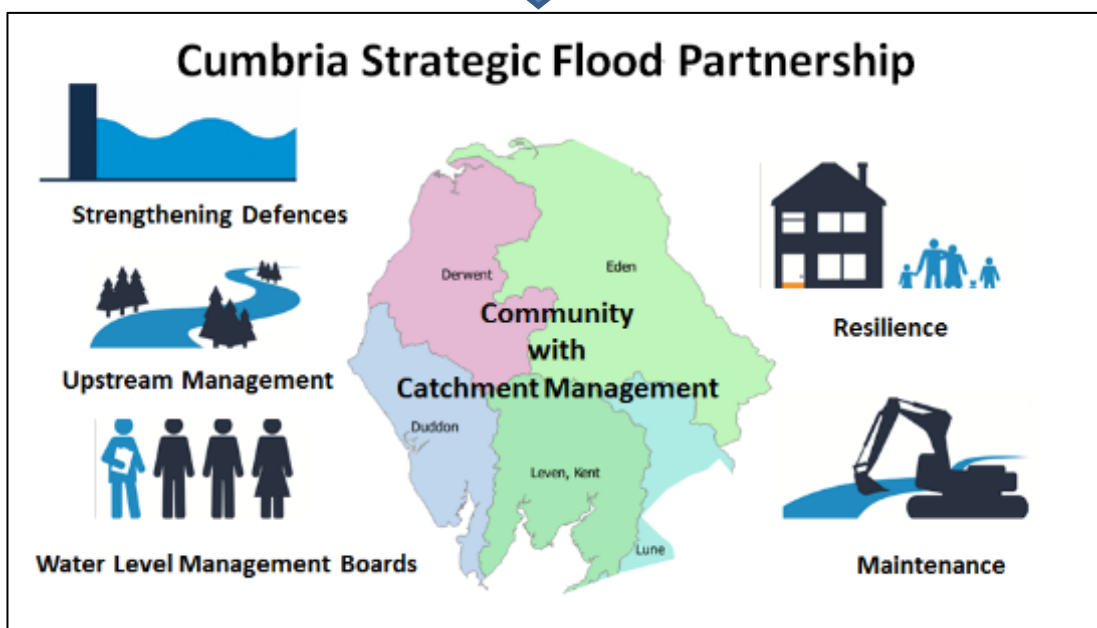 Cumbria Strategic Flood Partnership
Strengthening Defences
Upstream Management
Water Level Management Boards
Derwent
Eden
Community
with
Catchment Management
Duddon
Leven, Kent
Lune
Resilience
Maintenance